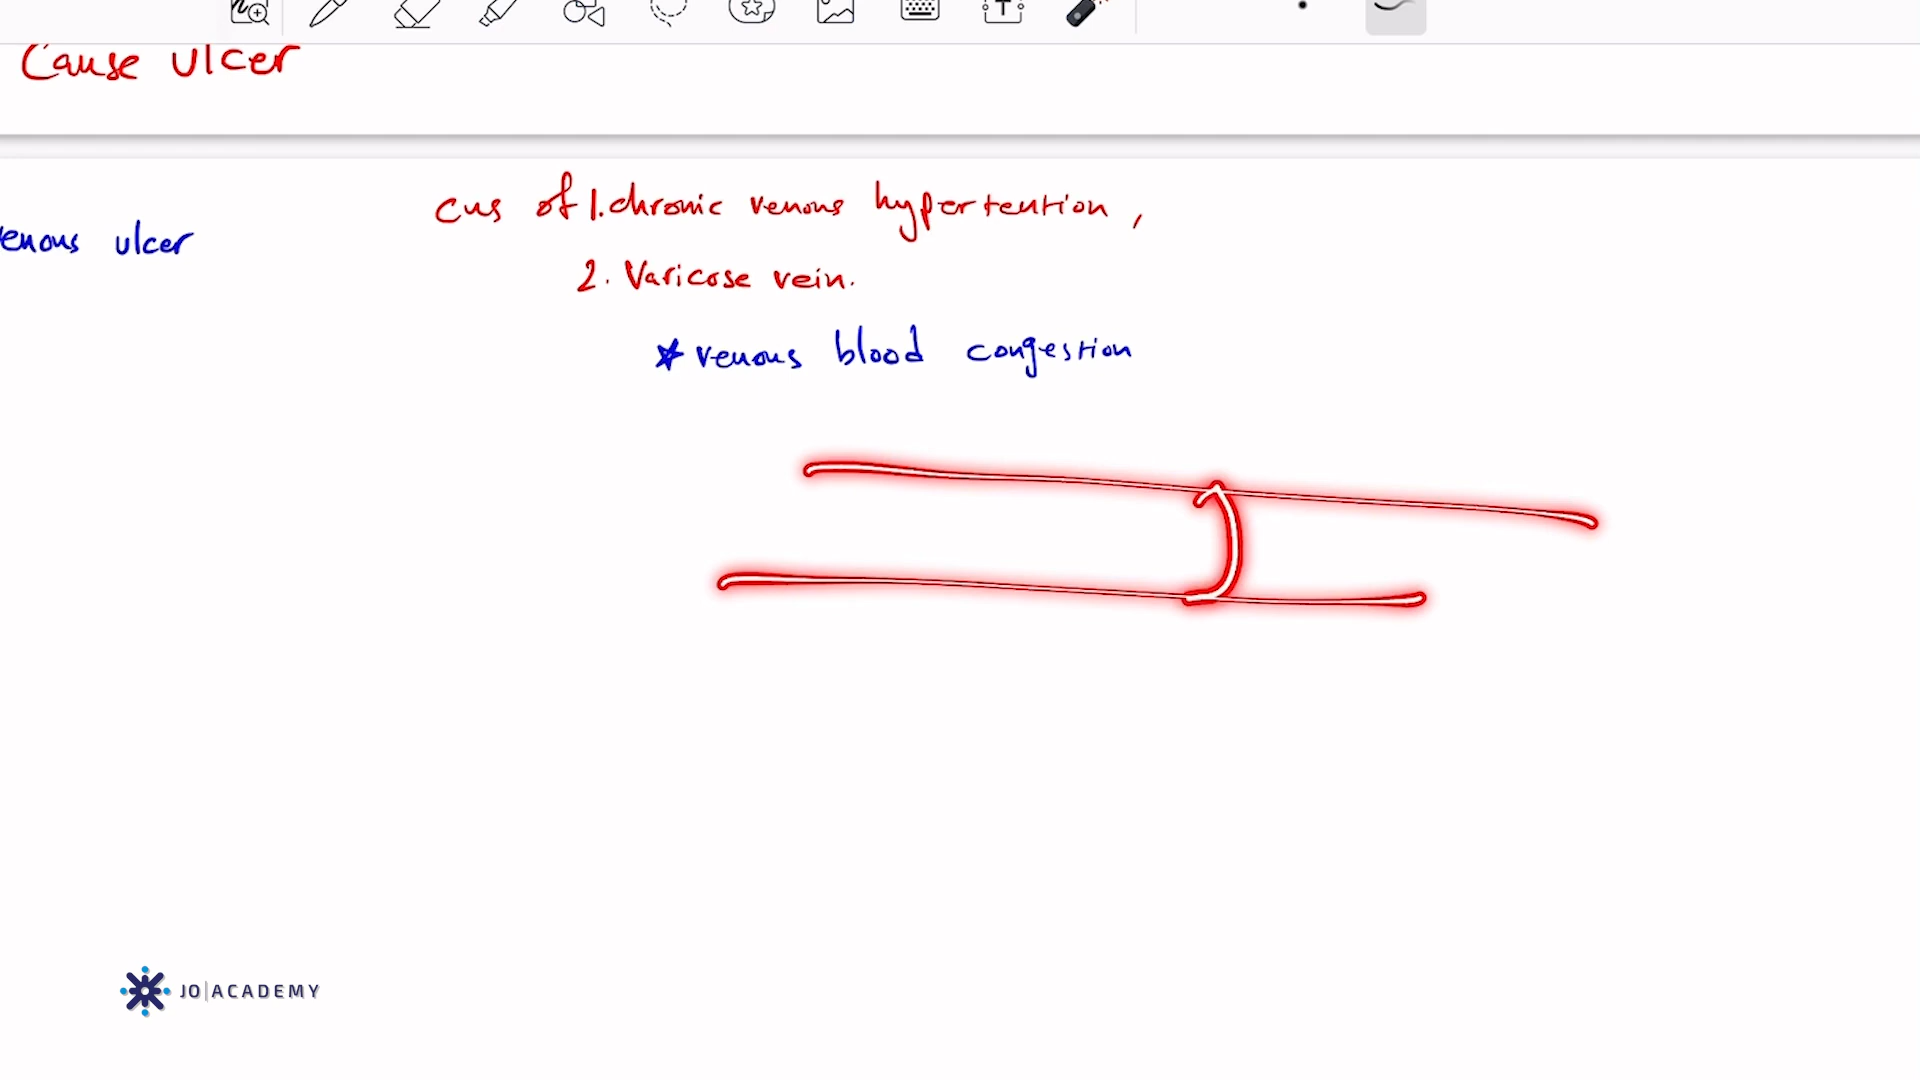 Cause ulcer
enous ulcer
cus of 1. chronic venous hypertention,
2. Varicose vein.
* venous blood congestion
JO|ACADEMY